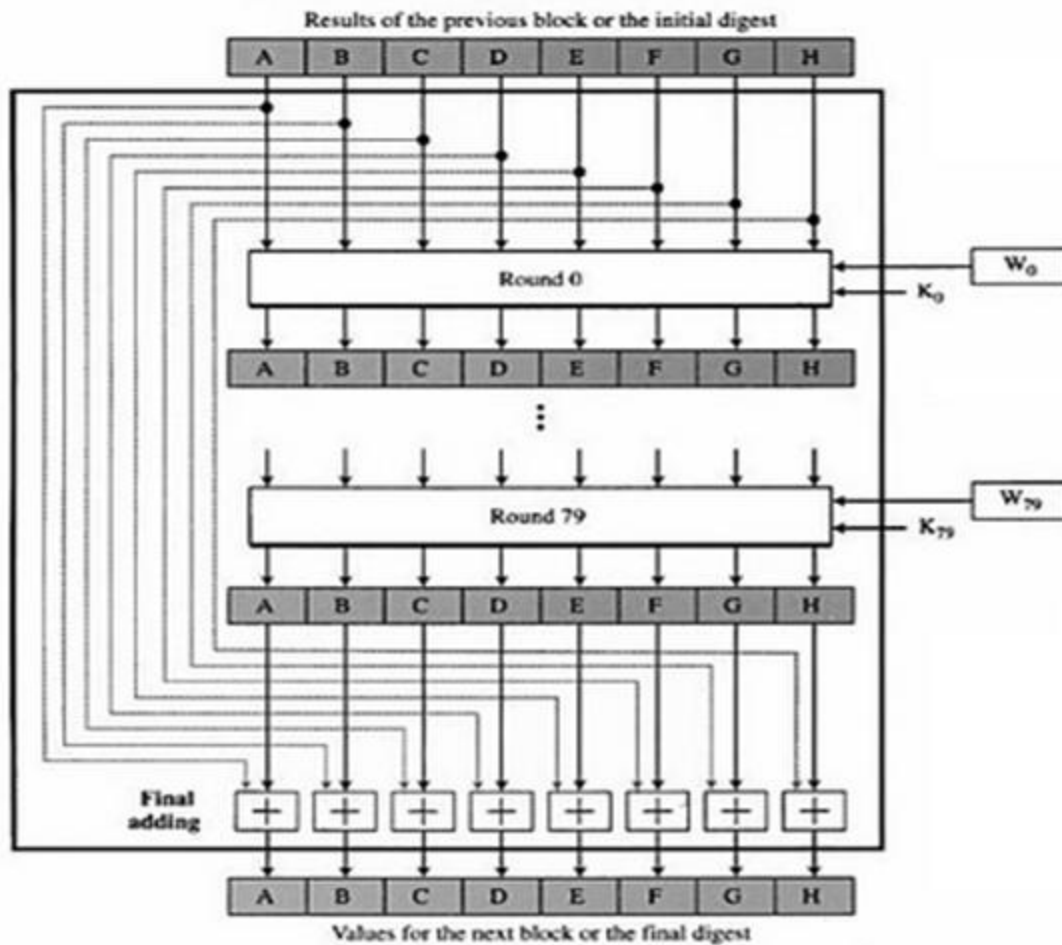 Results of the previous block or the initial digest
A B C D E F G H
Round 0
W0
K0
A B C D E F G H
Round 79
W79
K79
A B C D E F G H
Final
adding
+ + + + + + + +
A B C D E F G H
Values for the next block or the final digest